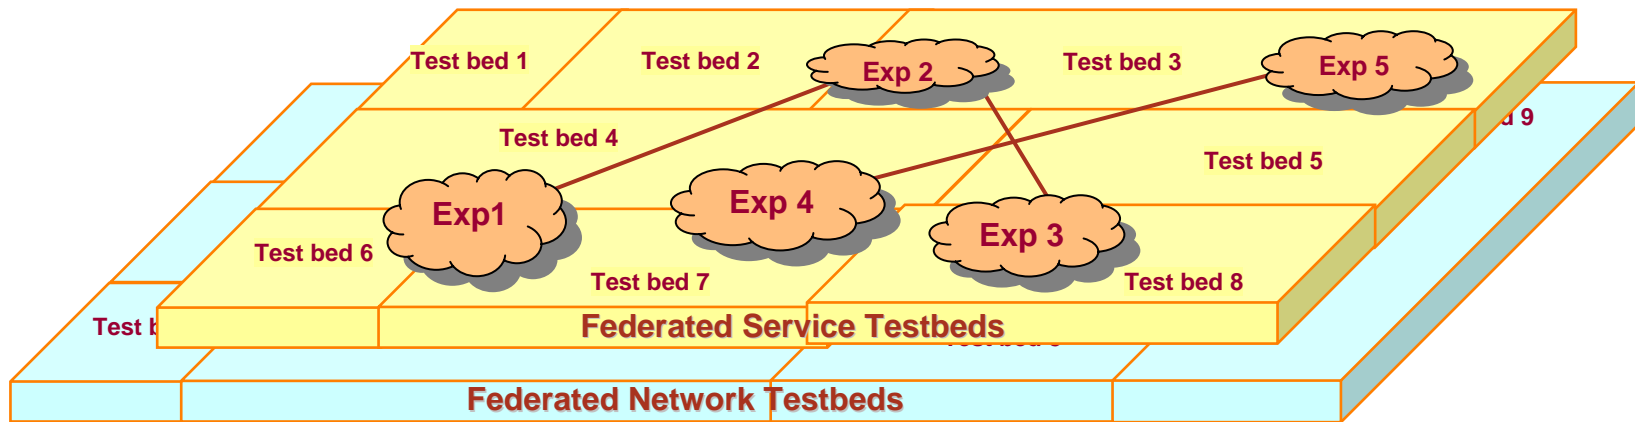 Test bed 1
Test bed 2
Exp 2
Test bed 3
Exp 5
d 9
Test bed 4
Test bed 5
Exp1
Exp 4
Exp 3
Test bed 6
Test bed 7
Test bed 8
Test b
Federated Service Testbeds
Federated Network Testbeds